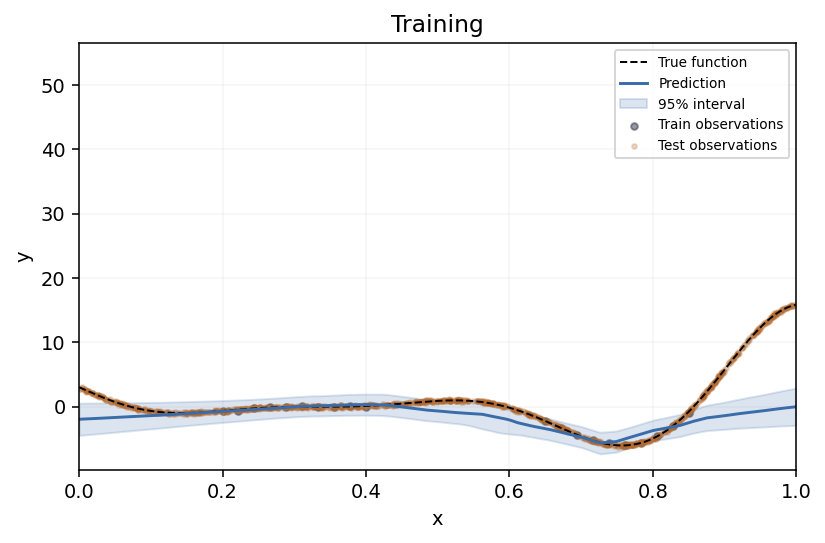 Training
50
40
30
20
10
0
y
0.0 0.2 0.4 0.6 0.8 1.0
x
True function
Prediction
95% interval
Train observations
Test observations